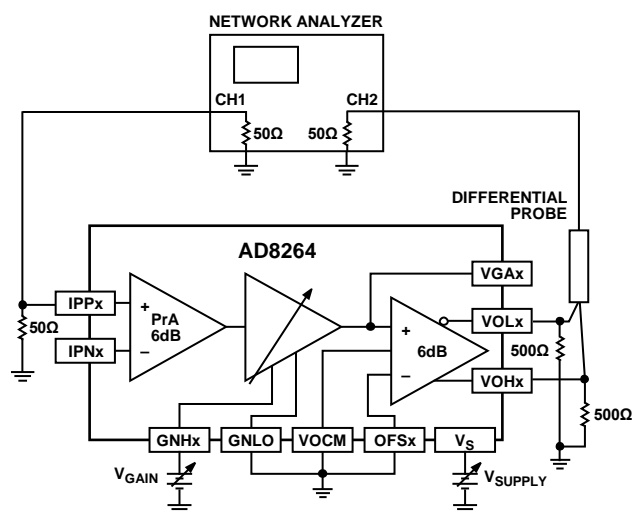 NETWORK ANALYZER
CH1
CH2
50Ω
50Ω
DIFFERENTIAL
PROBE
AD8264
VGAx
IPPx
+
PrA
6dB
+
6dB
VOLx
50Ω
IPNx
–
–
500Ω
VOHx
500Ω
GNHx
GNLO
VOCM
OFSx
VS
VGAIN
VSUPPLY